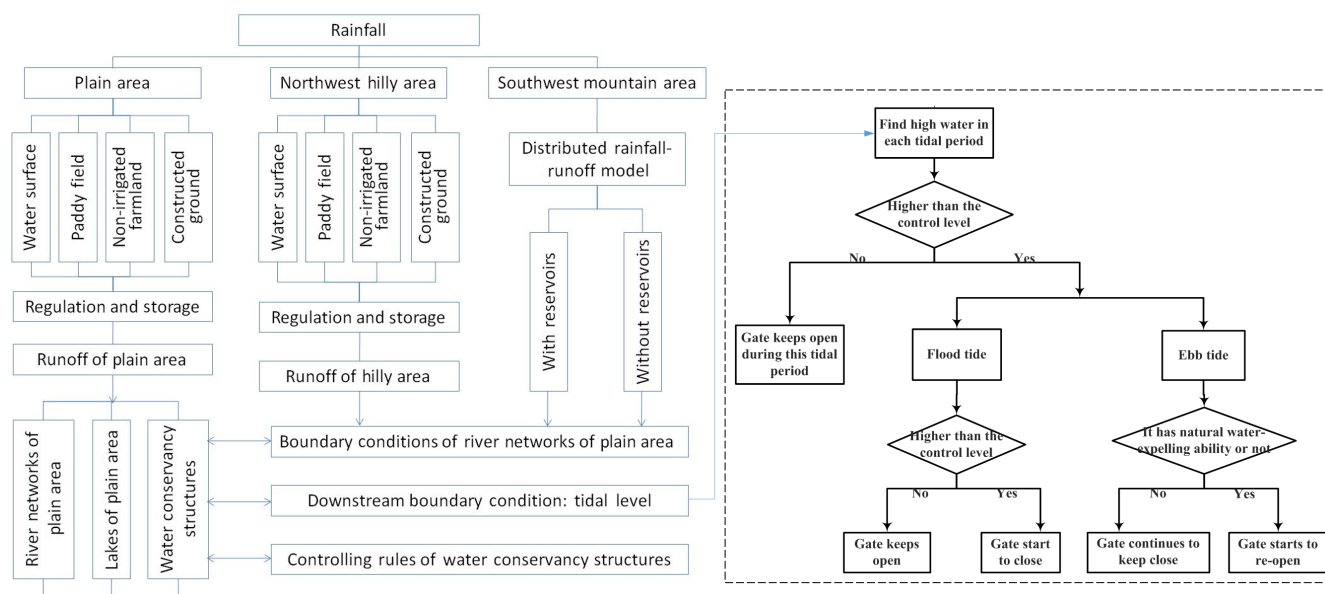 Rainfall
Plain area
Northwest hilly area
Southwest mountain area
Water surface
Paddy field
Non-irrigated
farmland
Constructed
ground
Water surface
Paddy field
Non-irrigated
farmland
Constructed
ground
Distributed rainfall-
runoff model
With reservoirs
Without reservoirs
Regulation and storage
Regulation and storage
Runoff of plain area
Runoff of hilly area
River networks of
plain area
Lakes of plain area
Water conservancy
structures
Boundary conditions of river networks of plain area
Downstream boundary condition: tidal level
Controlling rules of water conservancy structures
Find high water in
each tidal period
Higher than the
control level
No
Yes
Gate keeps open
during this tidal
period
Flood tide
Ebb tide
Higher than the
control level
It has natural water-
expelling ability or not
No
Yes
No
Yes
Gate keeps
open
Gate start
to close
Gate continues to
keep close
Gate starts to
re-open